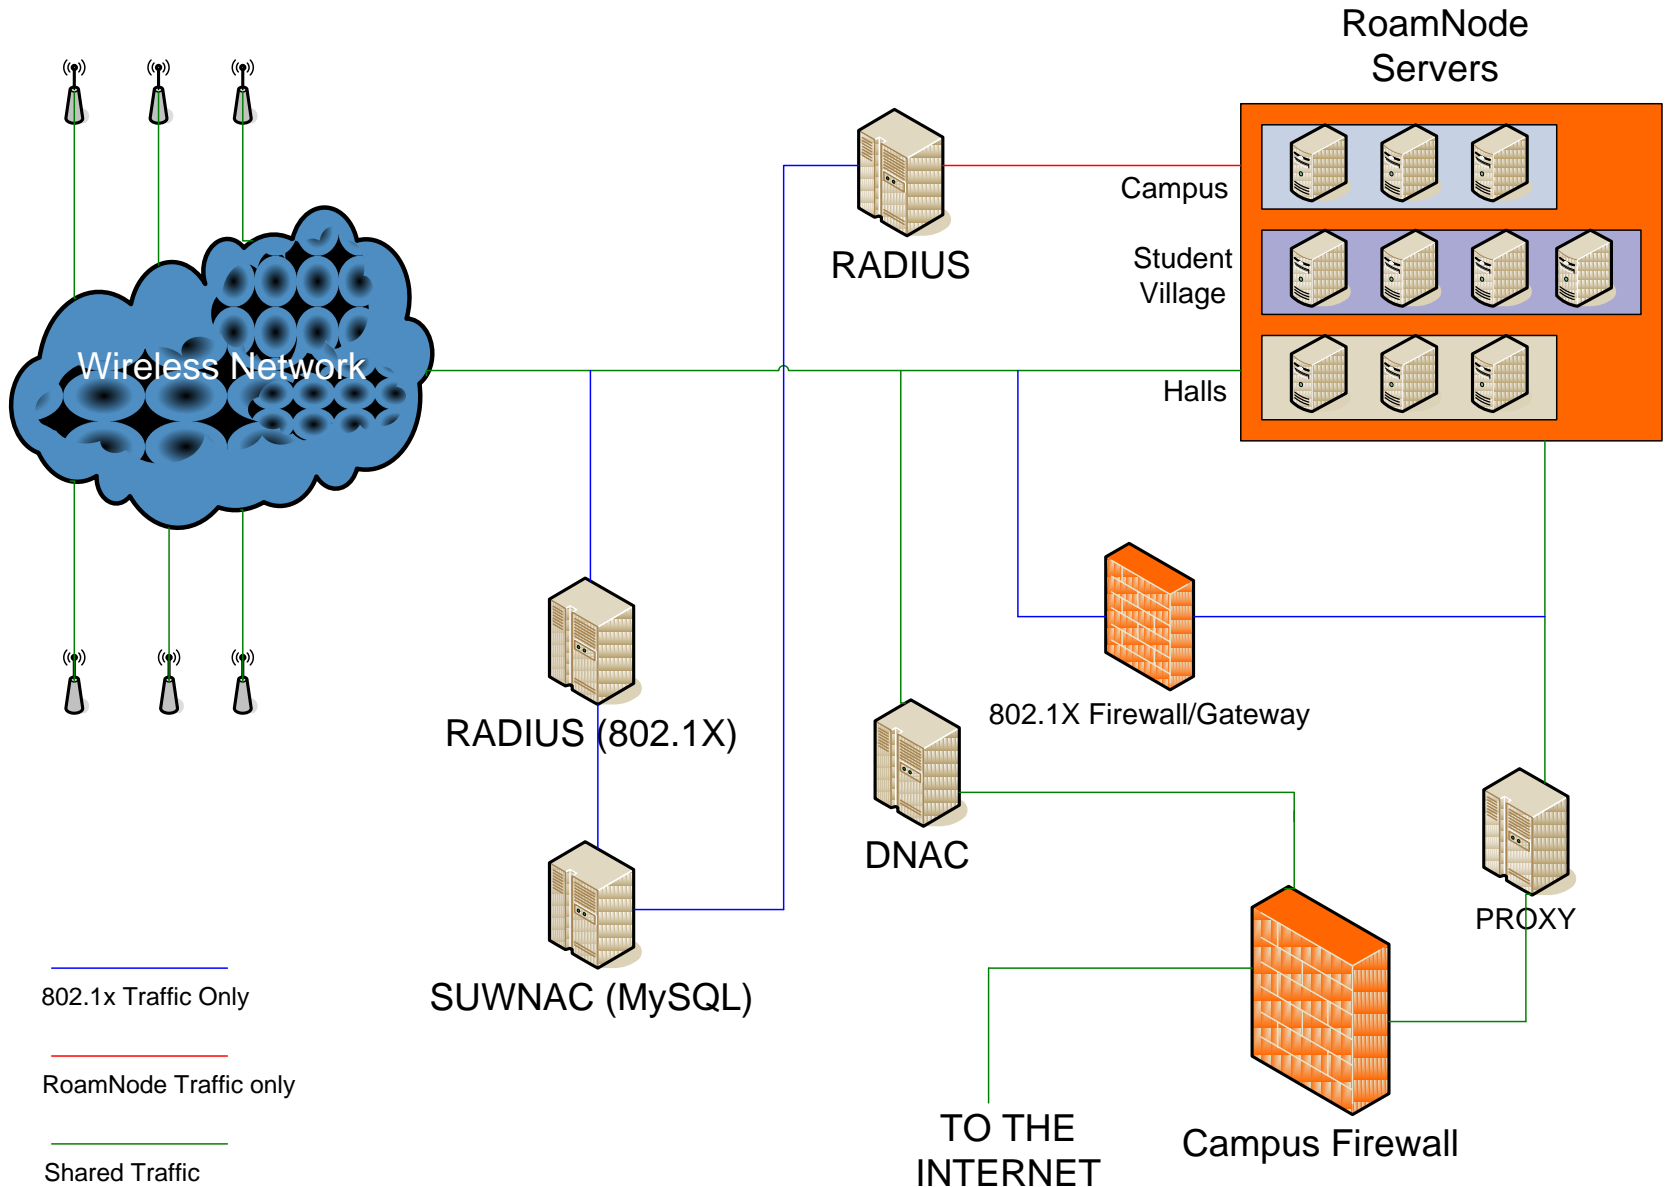 RoamNode
Servers
Campus
Student
Village
Halls
RADIUS
Wireless Network
802.1X Firewall/Gateway
RADIUS (802.1X)
DNAC
PROXY
SUWNAC (MySQL)
802.1x Traffic Only
RoamNode Traffic only
Shared Traffic
TO THE
INTERNET
Campus Firewall